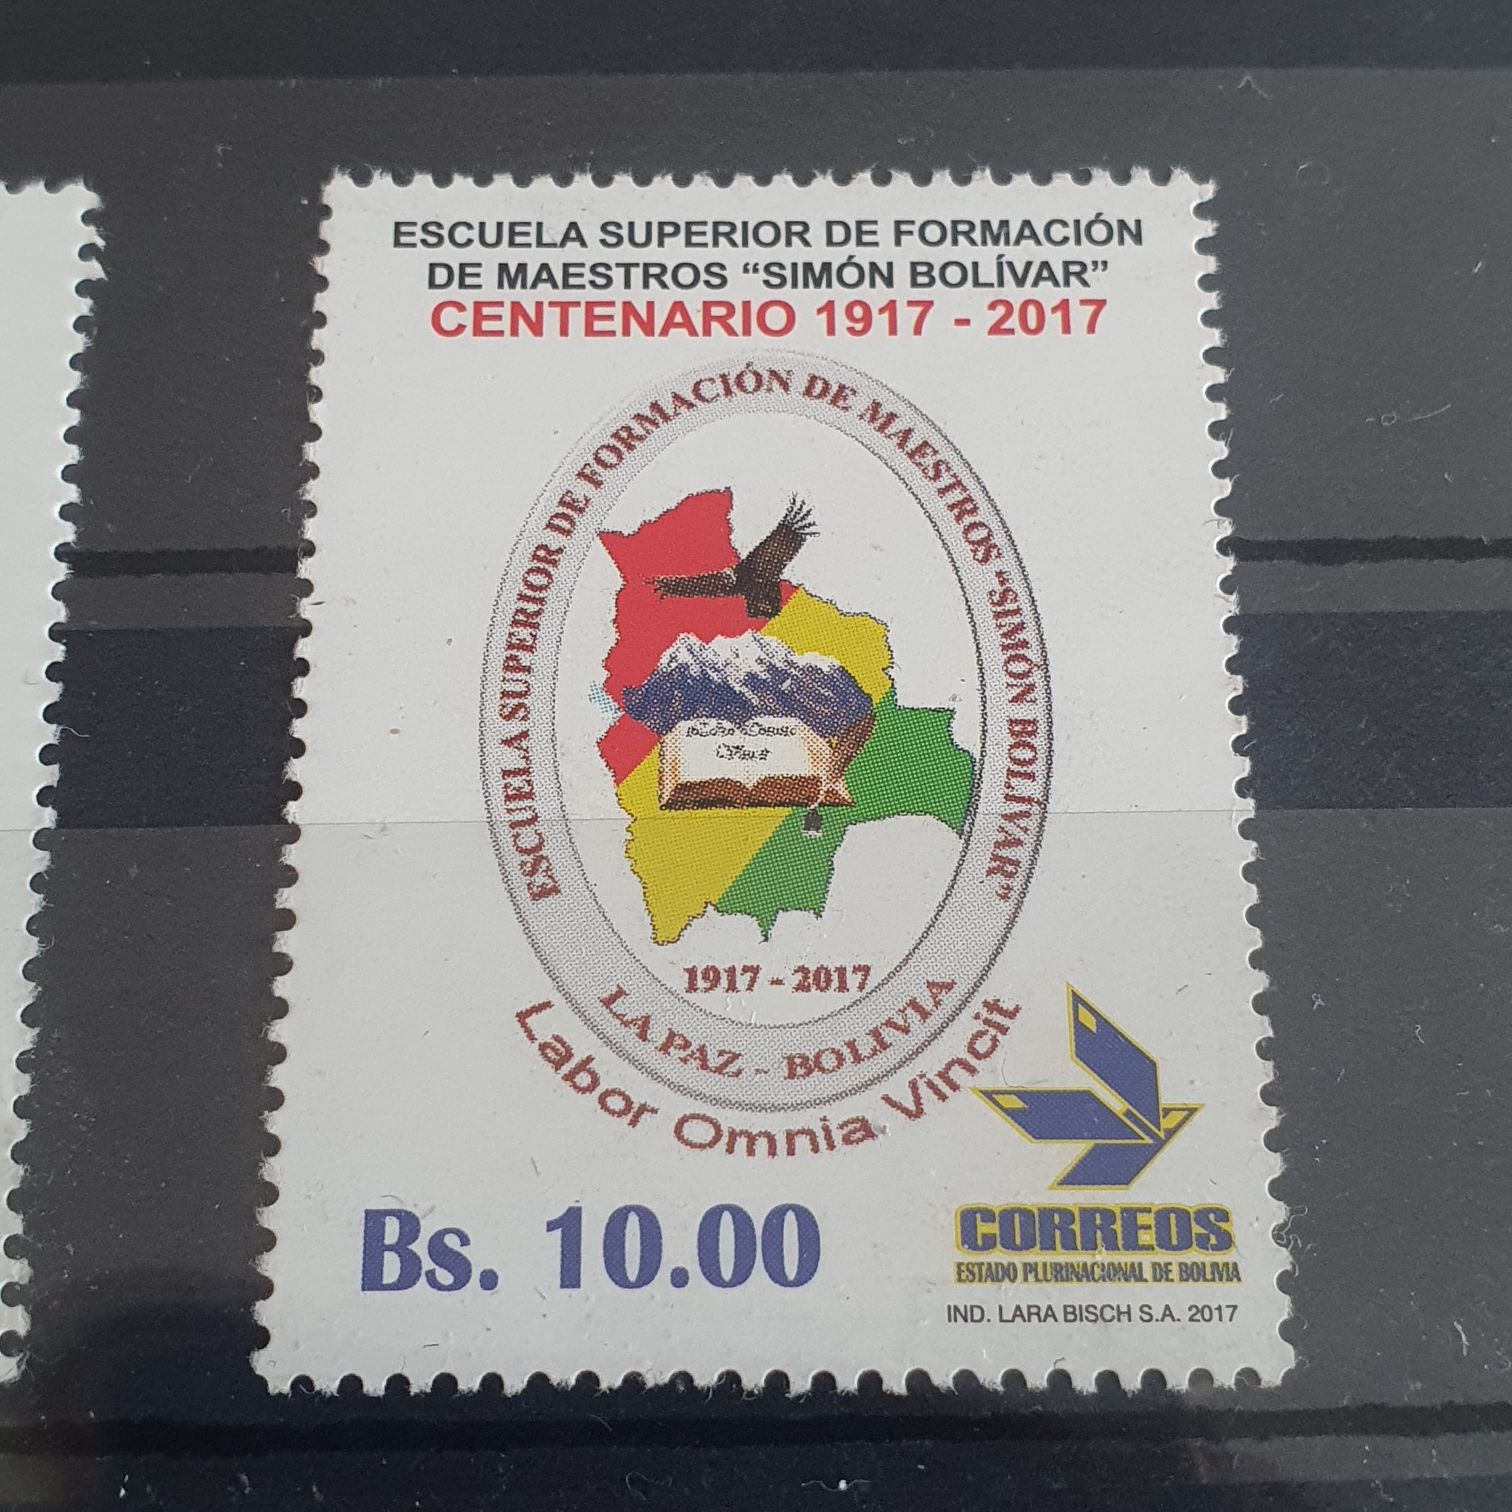 ESCUELA SUPERIOR DE FORMACIÓN
DE MAESTROS “SIMÓN BOLÍVAR”
CENTENARIO 1917 - 2017
ESCUELA SUPERIOR DE FORMACIÓN DE MAESTROS “SIMÓN BOLÍVAR”
1917 - 2017
LA PAZ - BOLIVIA
Labor Omnia Vincit
Bs. 10.00
CORREOS
ESTADO PLURINACIONAL DE BOLIVIA
IND. LARA BISCH S.A. 2017